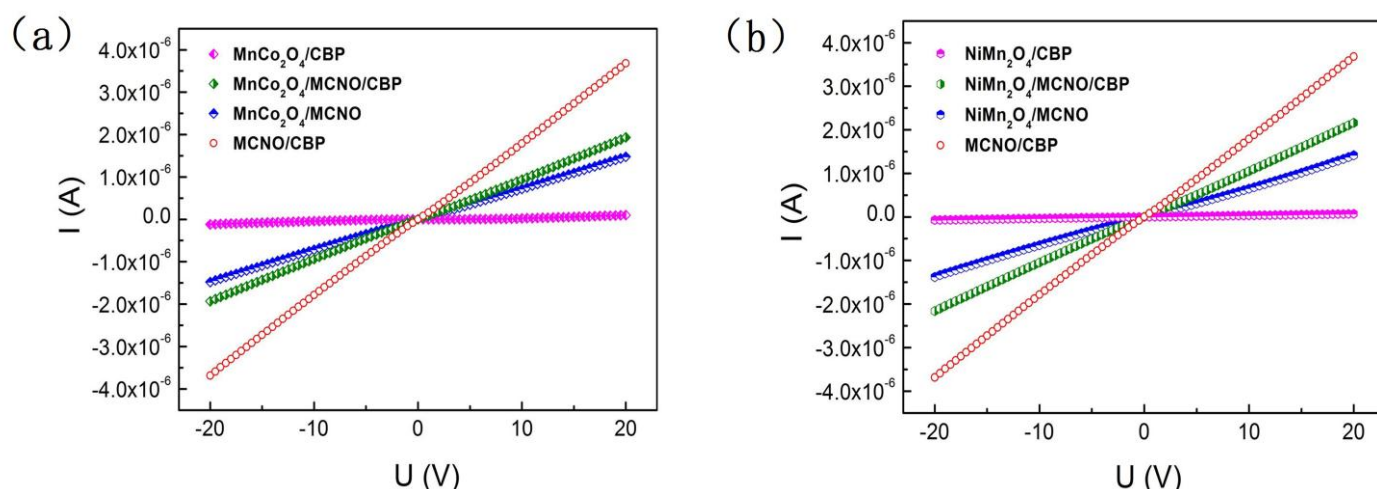 (a)
4.0x10⁻⁶
3.0x10⁻⁶
2.0x10⁻⁶
1.0x10⁻⁶
0.0
-1.0x10⁻⁶
-2.0x10⁻⁶
-3.0x10⁻⁶
-4.0x10⁻⁶
I (A)
MnCo₂O₄/CBP
MnCo₂O₄/MCNO/CBP
MnCo₂O₄/MCNO
MCNO/CBP
-20 -10 0 10 20
U (V)
(b)
4.0x10⁻⁶
3.0x10⁻⁶
2.0x10⁻⁶
1.0x10⁻⁶
0.0
-1.0x10⁻⁶
-2.0x10⁻⁶
-3.0x10⁻⁶
-4.0x10⁻⁶
I (A)
NiMn₂O₄/CBP
NiMn₂O₄/MCNO/CBP
NiMn₂O₄/MCNO
MCNO/CBP
-20 -10 0 10 20
U (V)